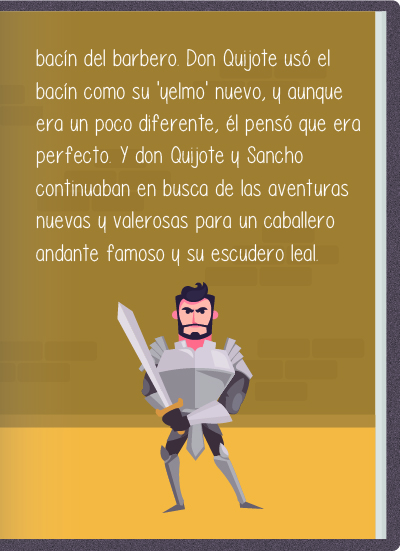 bacín del barbero. Don Quijote usó el
bacín como su 'yelmo' nuevo, y aunque
era un poco diferente, él pensó que era
perfecto. Y don Quijote y Sancho
continuaban en busca de las aventuras
nuevas y valerosas para un caballero
andante famoso y su escudero leal.